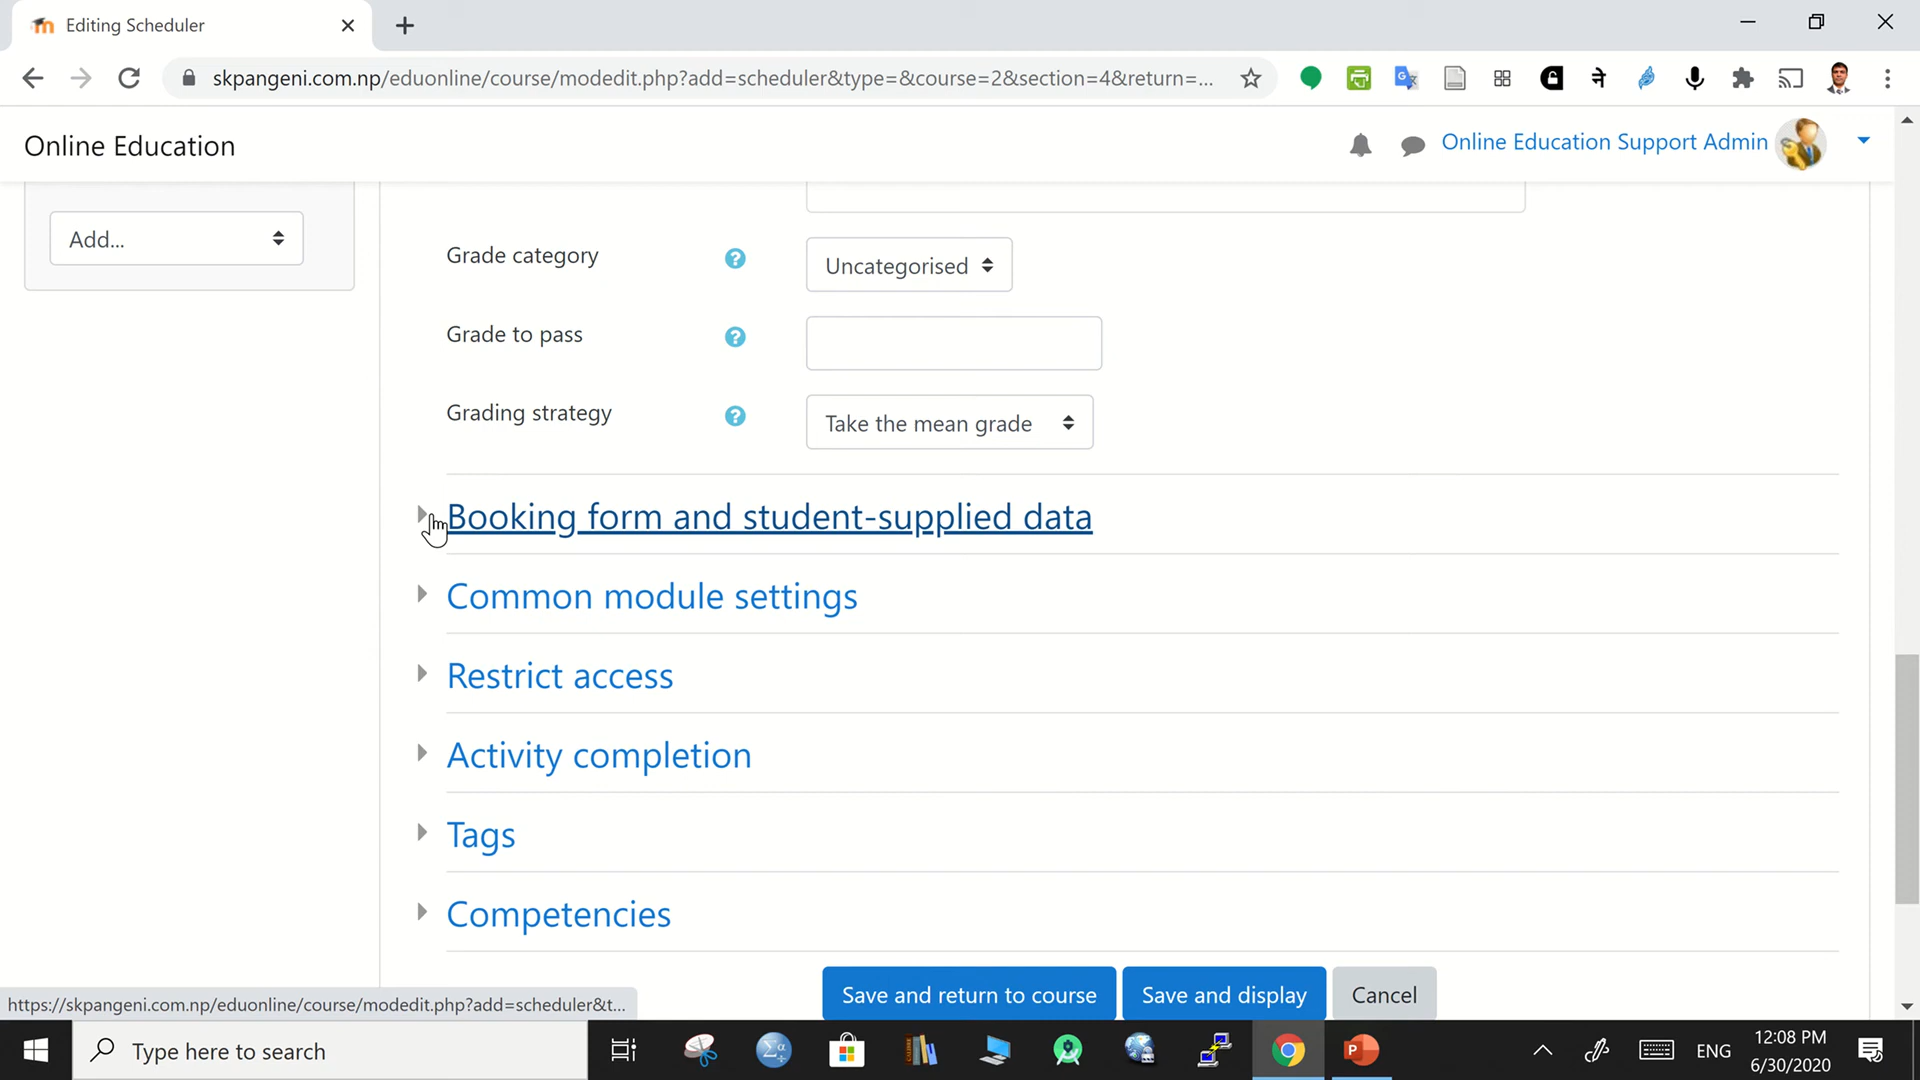 Editing Scheduler
skpangeni.com.np/eduonline/course/modedit.php?add=scheduler&type=&course=2&section=4&return=...
Online Education
Online Education Support Admin
Add...
Grade category
Uncategorised
Grade to pass
Grading strategy
Take the mean grade
Booking form and student-supplied data
Common module settings
Restrict access
Activity completion
Tags
Competencies
Save and return to course
Save and display
Cancel
https://skpangeni.com.np/eduonline/course/modedit.php?add=scheduler&t...
Type here to search
ENG
12:08 PM
6/30/2020